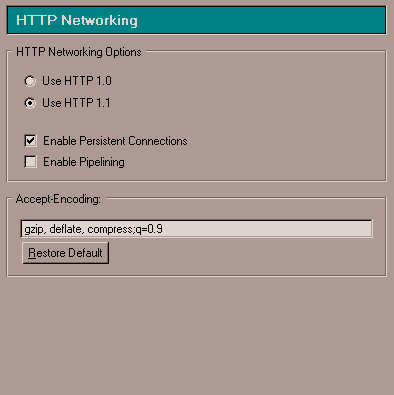 HTTP Networking
HTTP Networking Options
Use HTTP 1.0
Use HTTP 1.1
Enable Persistent Connections
Enable Pipelining
Accept-Encoding:
gzip, deflate, compress;q=0.9
Restore Default